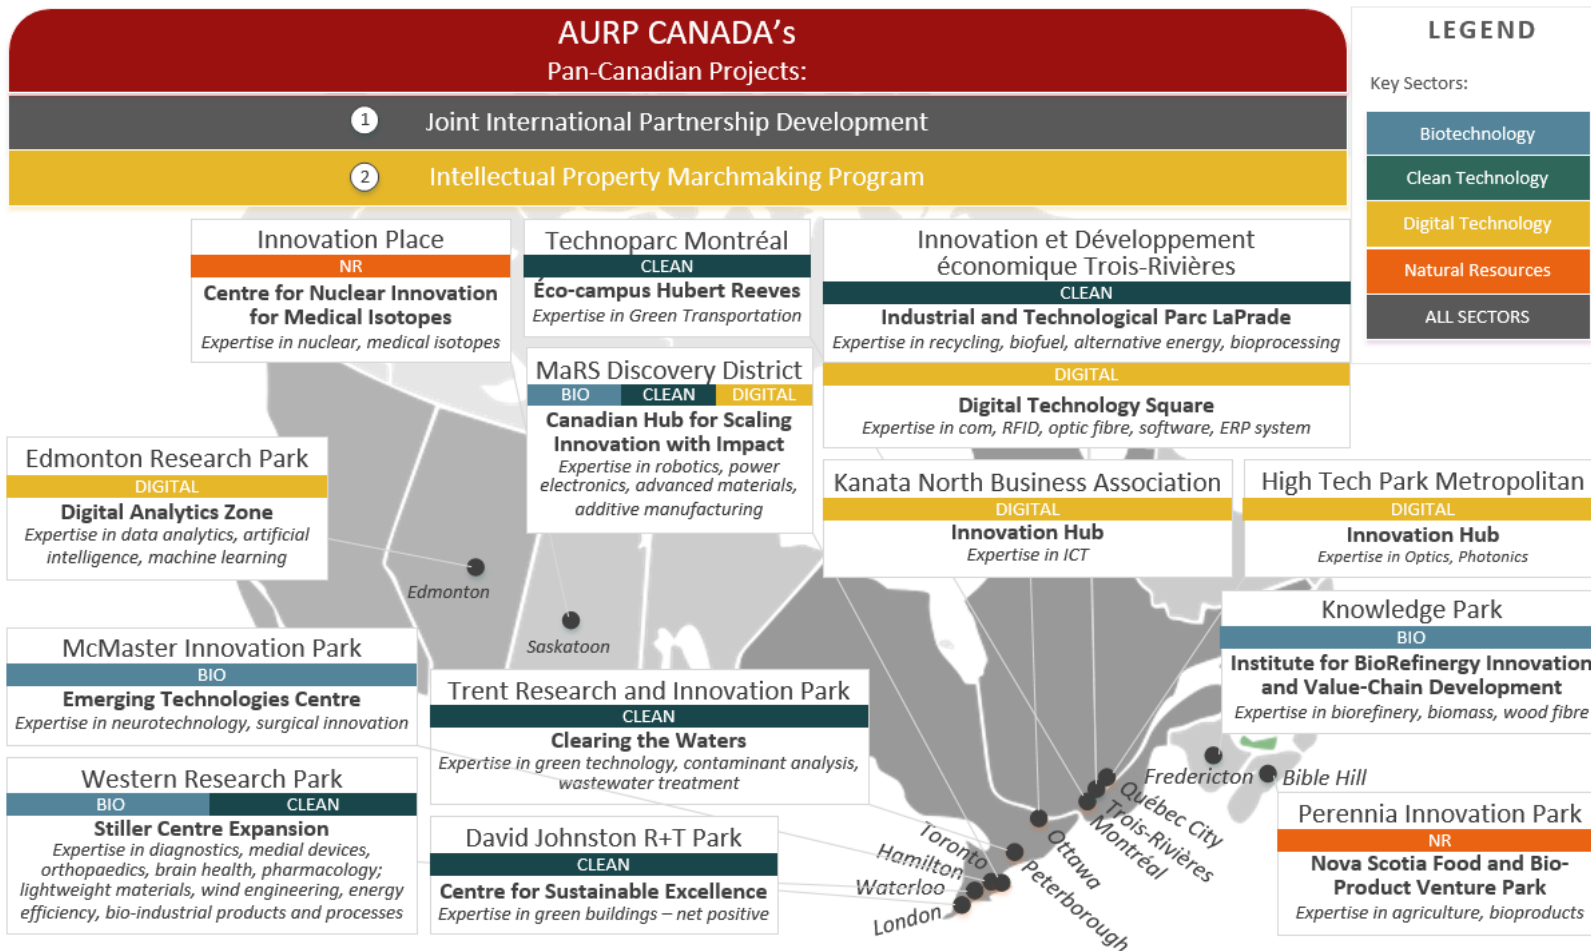 AURP CANADA's
Pan-Canadian Projects:
1 Joint International Partnership Development
2 Intellectual Property Marchmaking Program
LEGEND
Key Sectors:
Biotechnology
Clean Technology
Digital Technology
Natural Resources
ALL SECTORS
Innovation Place
NR
Centre for Nuclear Innovation
for Medical Isotopes
Expertise in nuclear, medical isotopes
Technoparc Montréal
CLEAN
Éco-campus Hubert Reeves
Expertise in Green Transportation
Innovation et Développement
économique Trois-Rivières
CLEAN
Industrial and Technological Parc LaPrade
Expertise in recycling, biofuel, alternative energy, bioprocessing
DIGITAL
Digital Technology Square
Expertise in com, RFID, optic fibre, software, ERP system
MaRS Discovery District
BIO CLEAN DIGITAL
Canadian Hub for Scaling
Innovation with Impact
Expertise in robotics, power
electronics, advanced materials,
additive manufacturing
Edmonton Research Park
DIGITAL
Digital Analytics Zone
Expertise in data analytics, artificial
intelligence, machine learning
Kanata North Business Association
DIGITAL
Innovation Hub
Expertise in ICT
High Tech Park Metropolitan
DIGITAL
Innovation Hub
Expertise in Optics, Photonics
Edmonton
Saskatoon
Knowledge Park
BIO
Institute for BioRefinergy Innovation
and Value-Chain Development
Expertise in biorefinery, biomass, wood fibre
McMaster Innovation Park
BIO
Emerging Technologies Centre
Expertise in neurotechnology, surgical innovation
Trent Research and Innovation Park
CLEAN
Clearing the Waters
Expertise in green technology, contaminant analysis,
wastewater treatment
Western Research Park
BIO CLEAN
Stiller Centre Expansion
Expertise in diagnostics, medial devices,
orthopaedics, brain health, pharmacology;
lightweight materials, wind engineering, energy
efficiency, bio-industrial products and processes
David Johnston R+T Park
CLEAN
Centre for Sustainable Excellence
Expertise in green buildings – net positive
Fredericton
Bible Hill
Québec City
Trois-Rivières
Montréal
Ottawa
Peterborough
Toronto
Hamilton
Waterloo
London
Perennia Innovation Park
NR
Nova Scotia Food and Bio-
Product Venture Park
Expertise in agriculture, bioproducts